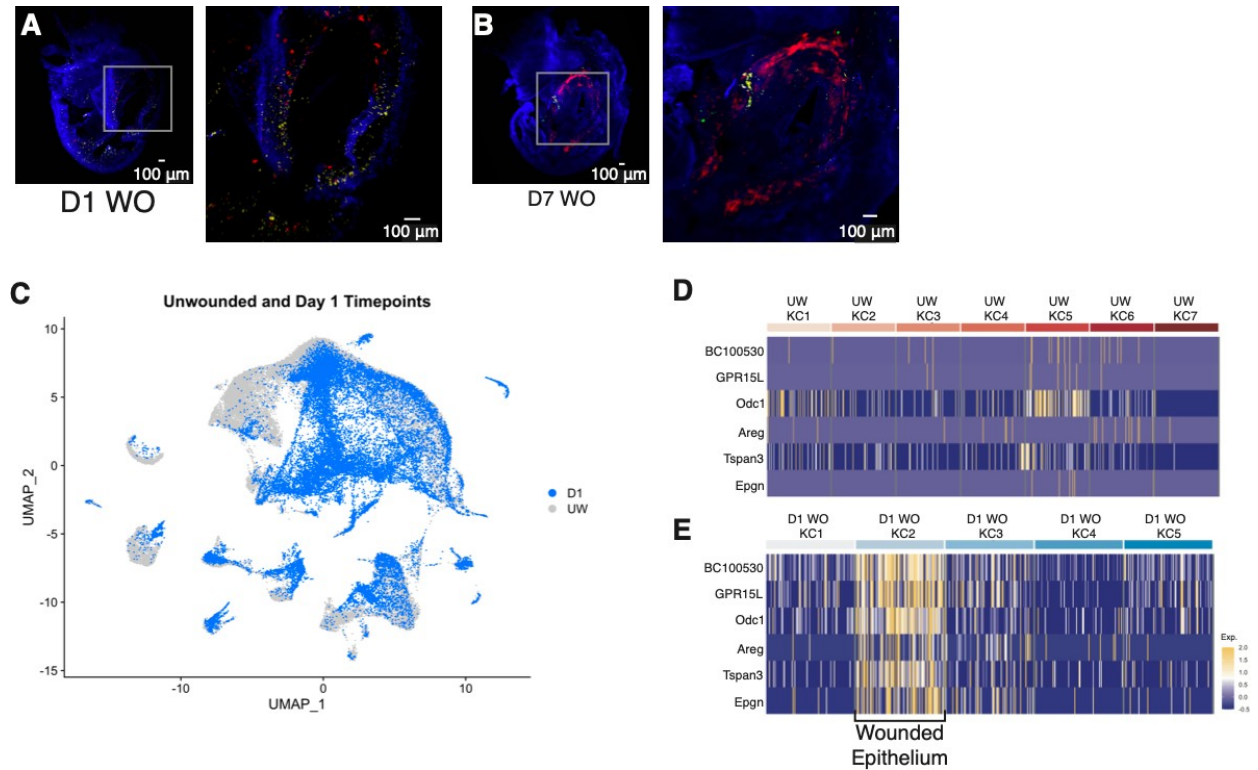 A
B
100 µm
100 µm
100 µm
100 µm
D1 WO
D7 WO
C
Unwounded and Day 1 Timepoints
10
5
0
-5
-10
-15
UMAP_2
-10
0
10
UMAP_1
D1
UW
D
UW UW UW UW UW UW UW
KC1 KC2 KC3 KC4 KC5 KC6 KC7
BC100530
GPR15L
Odc1
Areg
Tspan3
Epgn
E
D1 WO D1 WO D1 WO D1 WO D1 WO
KC1 KC2 KC3 KC4 KC5
BC100530
GPR15L
Odc1
Areg
Tspan3
Epgn
Exp.
2.0
1.5
1.0
0.5
0.0
-0.5
Wounded
Epithelium